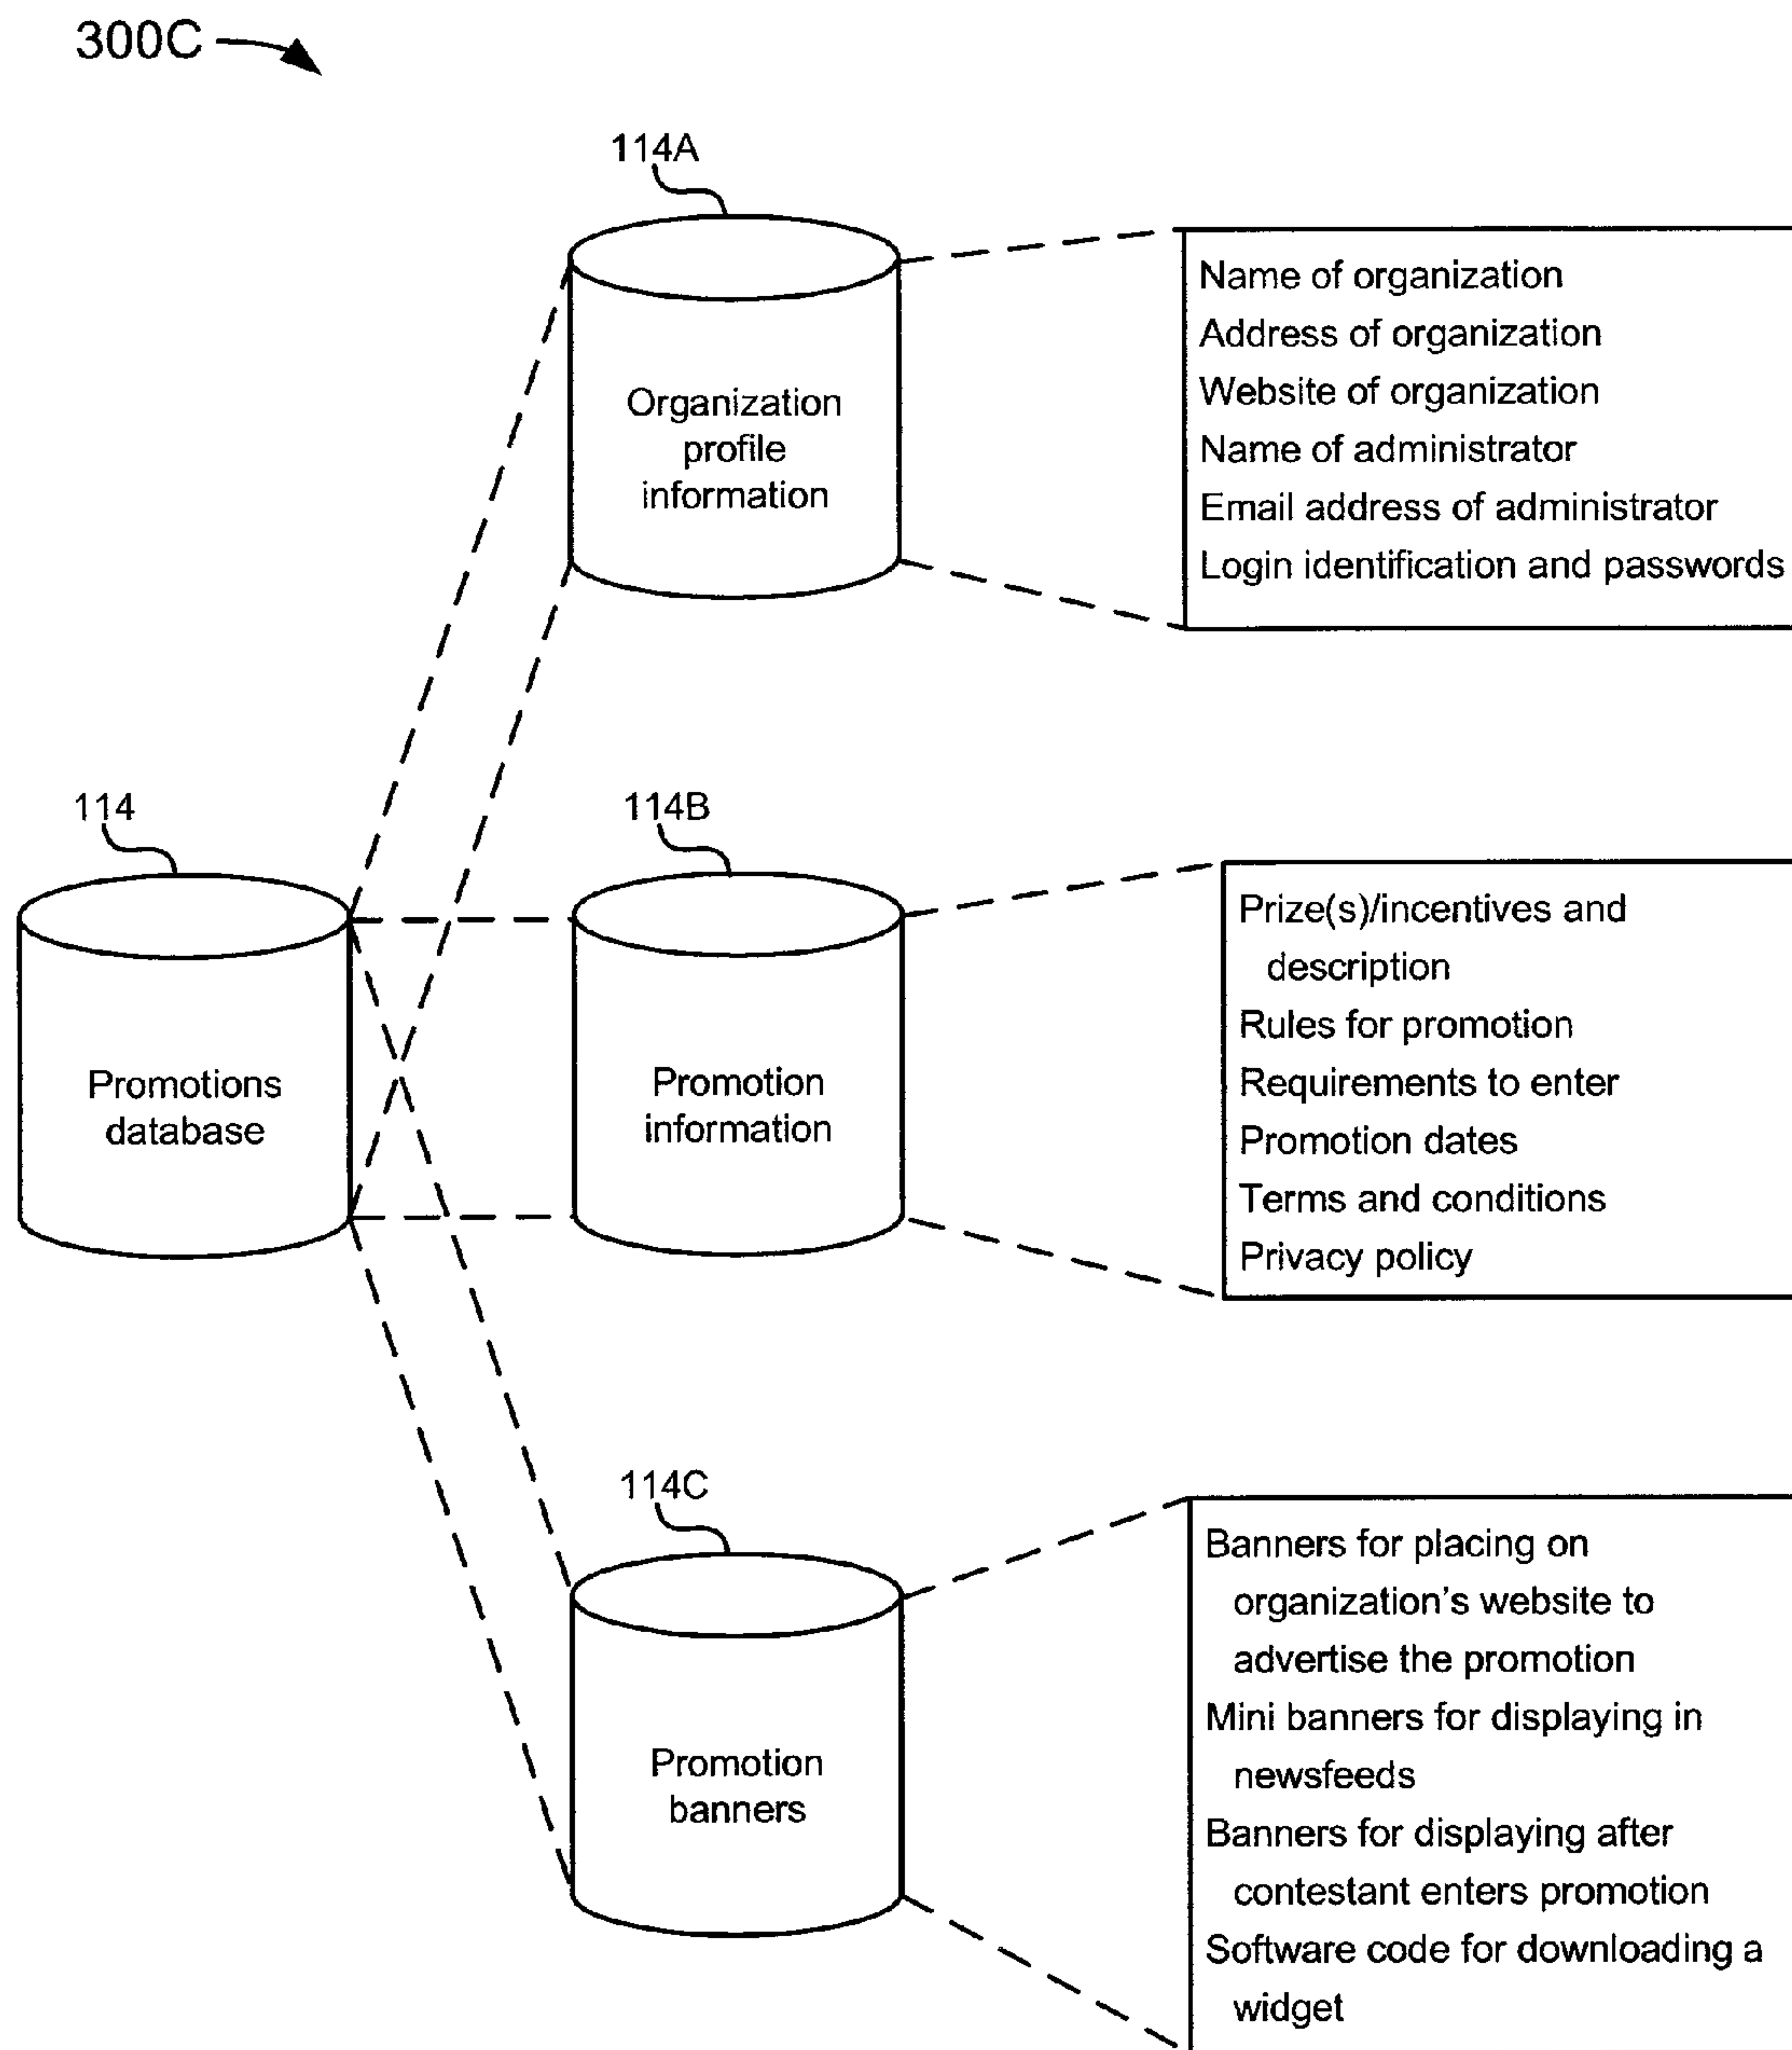 300C
114A
Organization
profile
information
Name of organization
Address of organization
Website of organization
Name of administrator
Email address of administrator
Login identification and passwords
114
Promotions
database
114B
Promotion
information
Prize(s)/incentives and
description
Rules for promotion
Requirements to enter
Promotion dates
Terms and conditions
Privacy policy
114C
Promotion
banners
Banners for placing on
organization's website to
advertise the promotion
Mini banners for displaying in
newsfeeds
Banners for displaying after
contestant enters promotion
Software code for downloading a
widget